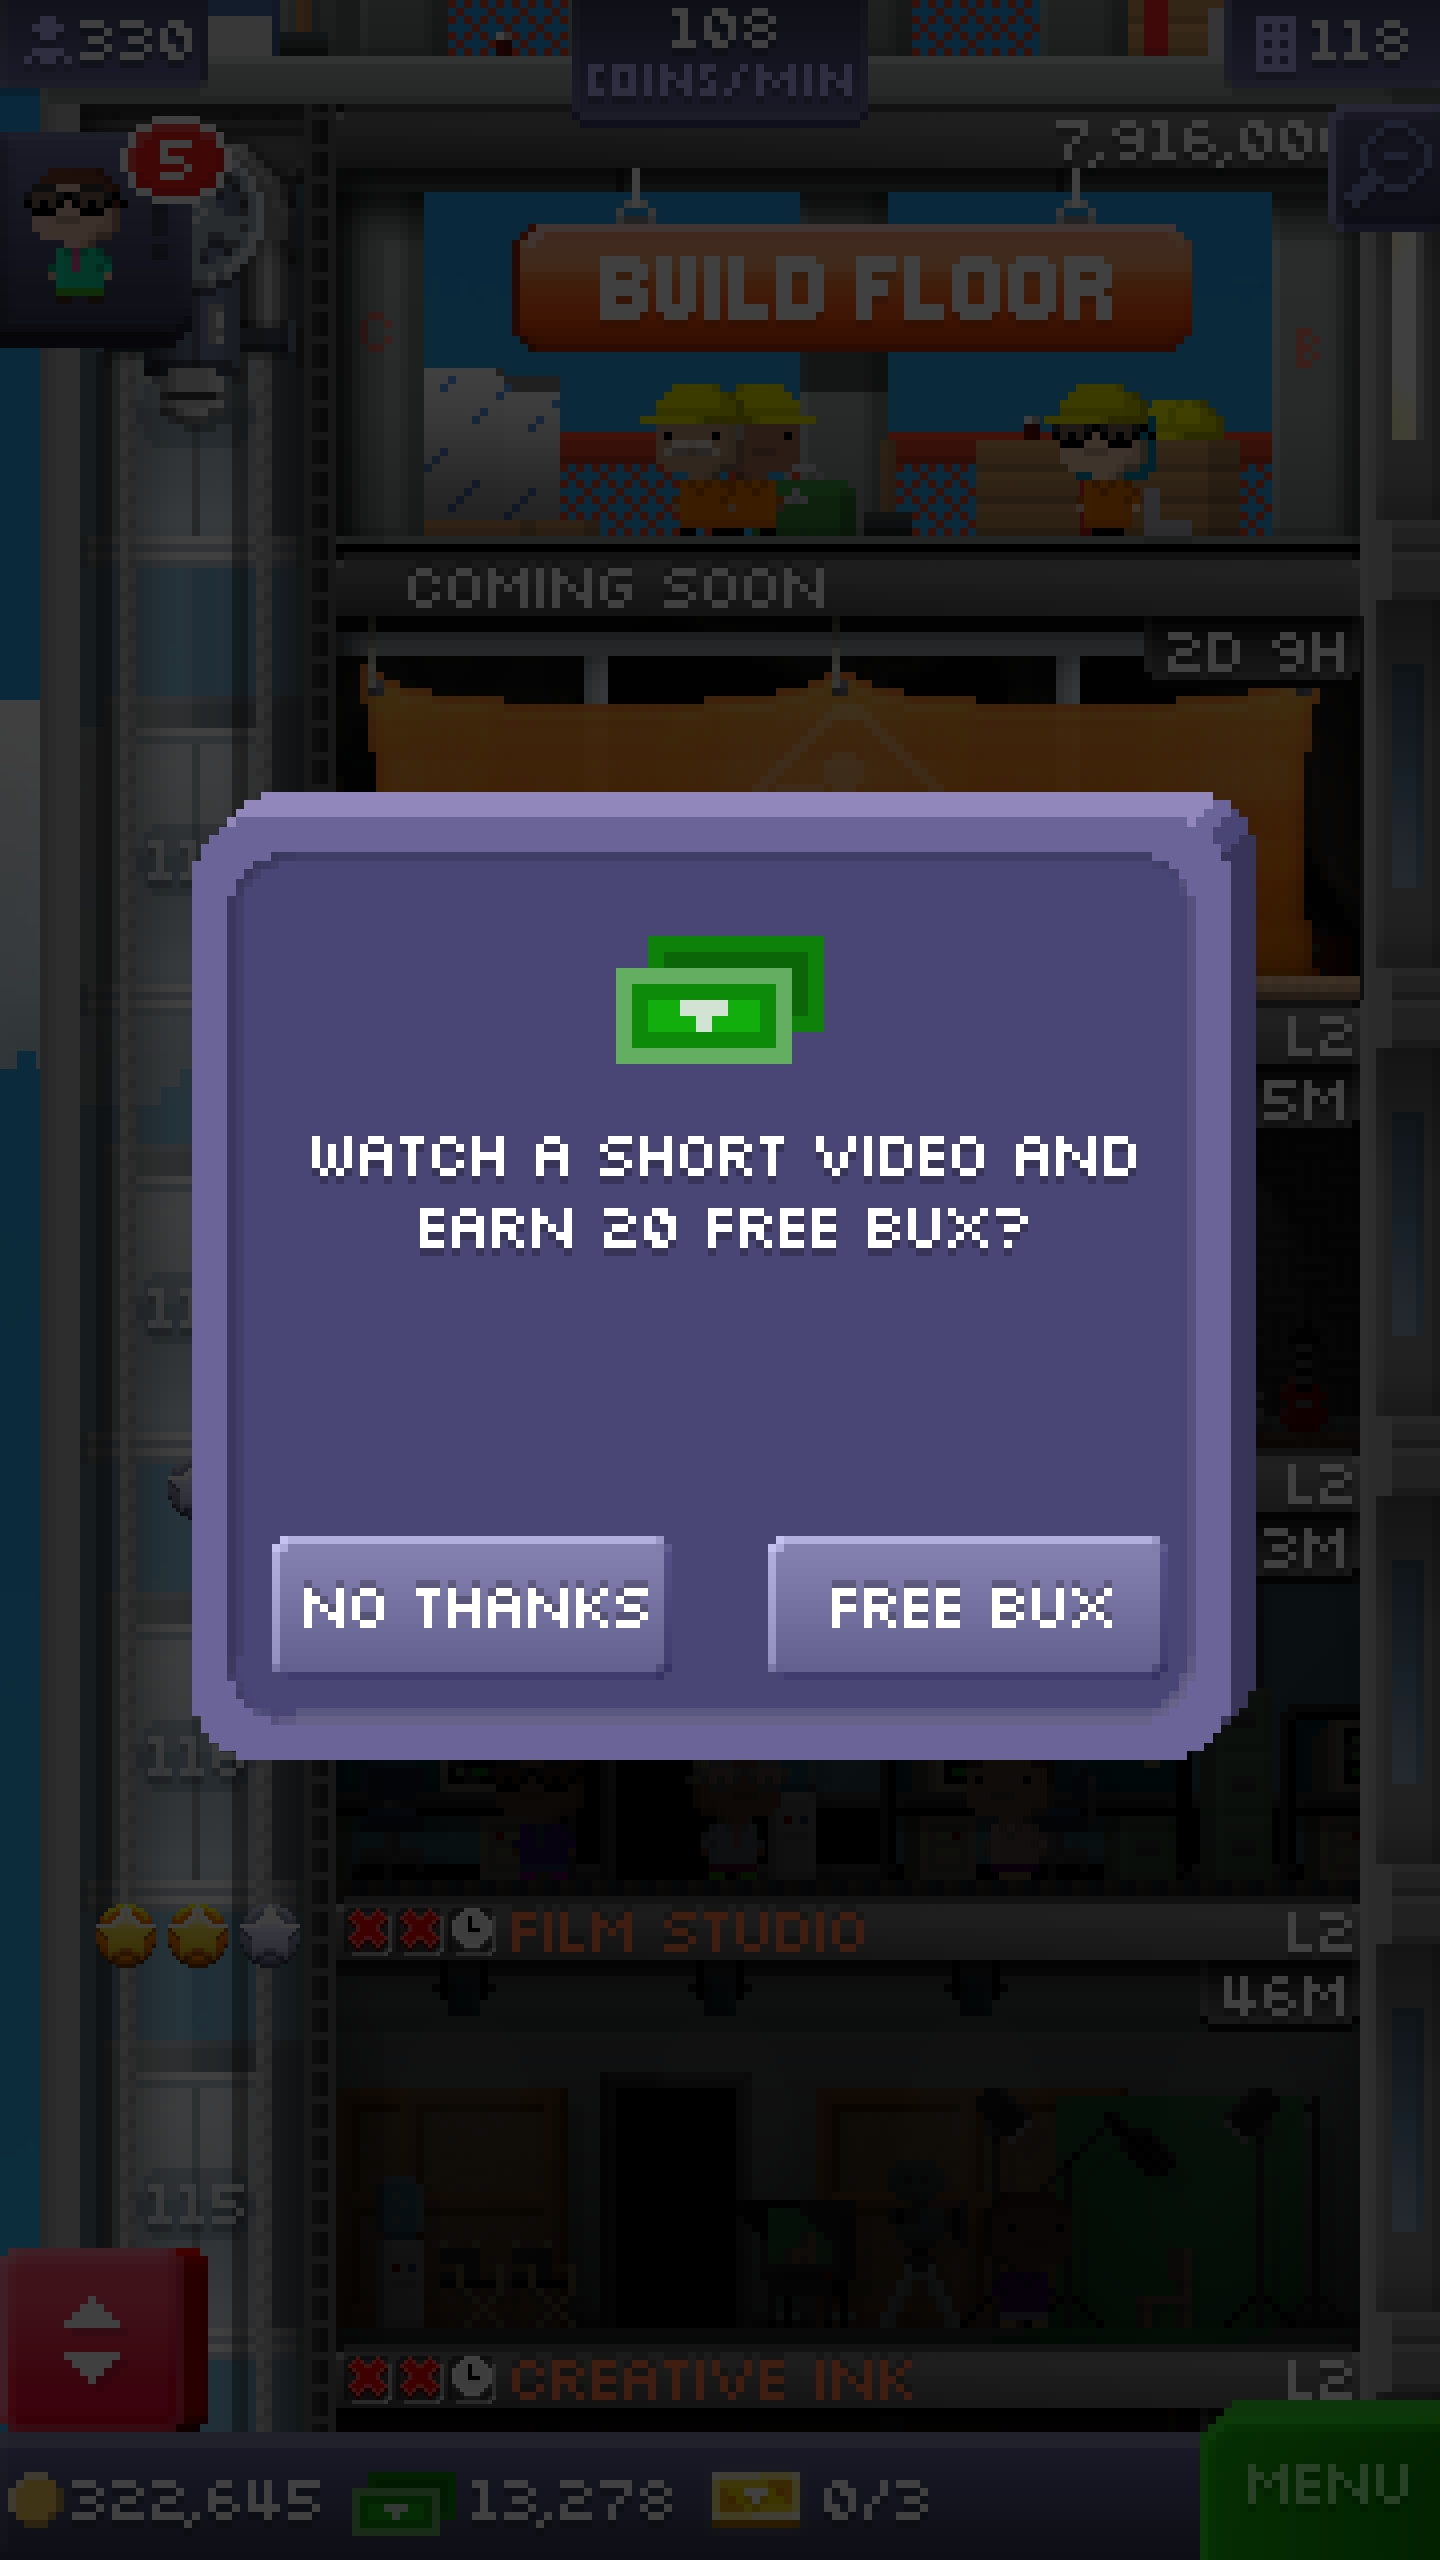 330
108
COINS/MIN
118
5
7,916,00
C
BUILD FLOOR
B
COMING SOON
2D 9H
L2
5M
WATCH A SHORT VIDEO AND
EARN 20 FREE BUX?
L2
3M
NO THANKS
FREE BUX
116
FILM STUDIO
L2
46M
115
CREATIVE INK
L2
322,645
13,278
0/3
MENU